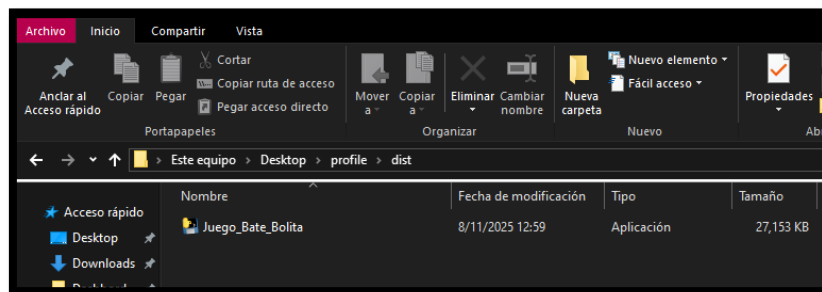 Archivo Inicio Compartir Vista
Anclar al Acceso rápido
Copiar
Pegar
Cortar
Copiar ruta de acceso
Pegar acceso directo
Mover a
Copiar a
Eliminar
Cambiar nombre
Nueva carpeta
Nuevo elemento
Fácil acceso
Propiedades
Portapapeles Organizar Nuevo
Este equipo > Desktop > profile > dist
Nombre Fecha de modificación Tipo Tamaño
Acceso rápido
Juego_Bate_Bolita 8/11/2025 12:59 Aplicación 27,153 KB
Desktop
Downloads